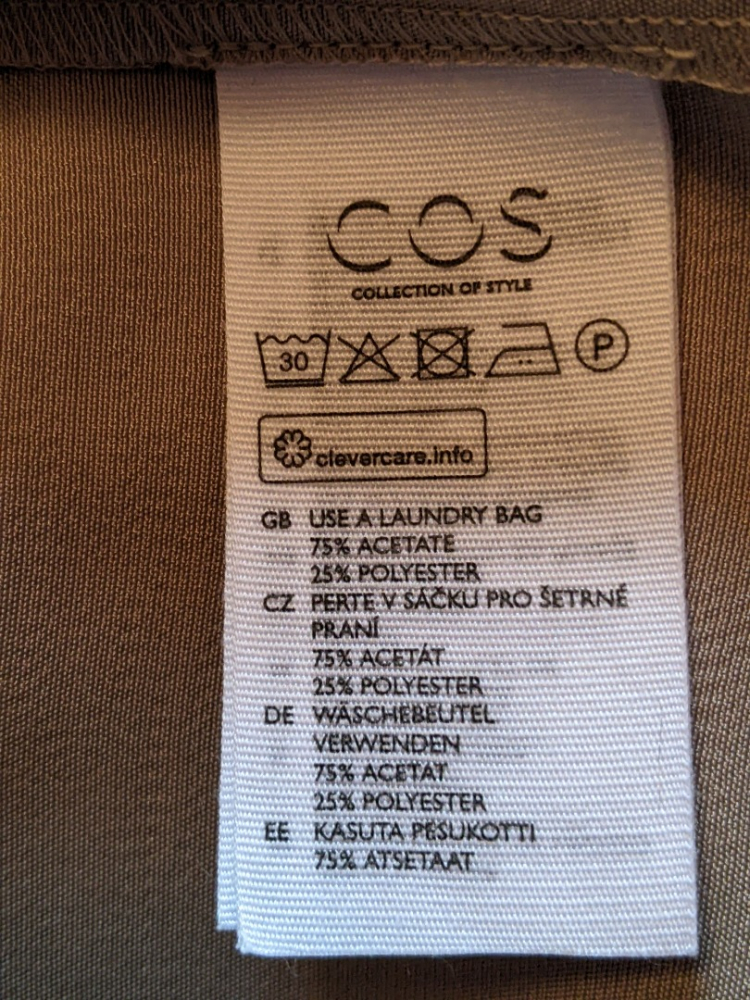 COS
COLLECTION OF STYLE
30 P
clevercare.info
GB USE A LAUNDRY BAG
75% ACETATE
25% POLYESTER
CZ PERTE V SÁČKU PRO ŠETRNÉ
PRANÍ
75% ACETÁT
25% POLYESTER
DE WÄSCHEBEUTEL
VERWENDEN
75% ACETAT
25% POLYESTER
EE KASUTA PESUKOTTI
75% ATSETAAT